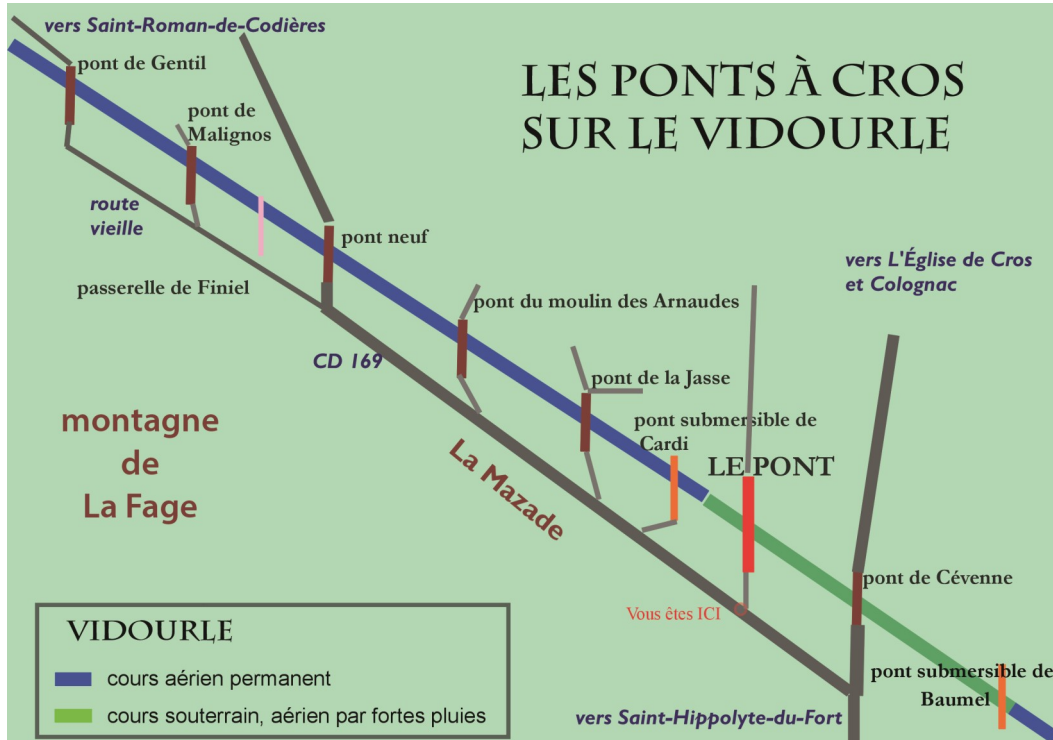 vers Saint-Roman-de-Codières
pont de Gentil
LES PONTS À CROS
SUR LE VIDOURLE
pont de
Malignos
route
vieille
pont neuf
passerelle de Finiel
vers L'Église de Cros
et Colognac
pont du moulin des Arnaudes
CD 169
pont de la Jasse
montagne
de
La Fage
pont submersible de
Cardi
LE PONT
La Mazade
pont de Cévenne
Vous êtes ICI
VIDOURLE
cours aérien permanent
cours souterrain, aérien par fortes pluies
pont submersible de
Baumel
vers Saint-Hippolyte-du-Fort